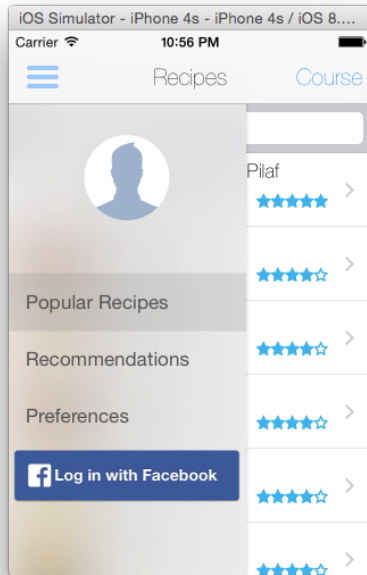 iOS Simulator - iPhone 4s - iPhone 4s / iOS 8....
Carrier 10:56 PM
Recipes Course
Pilaf
Popular Recipes
Recommendations
Preferences
f Log in with Facebook